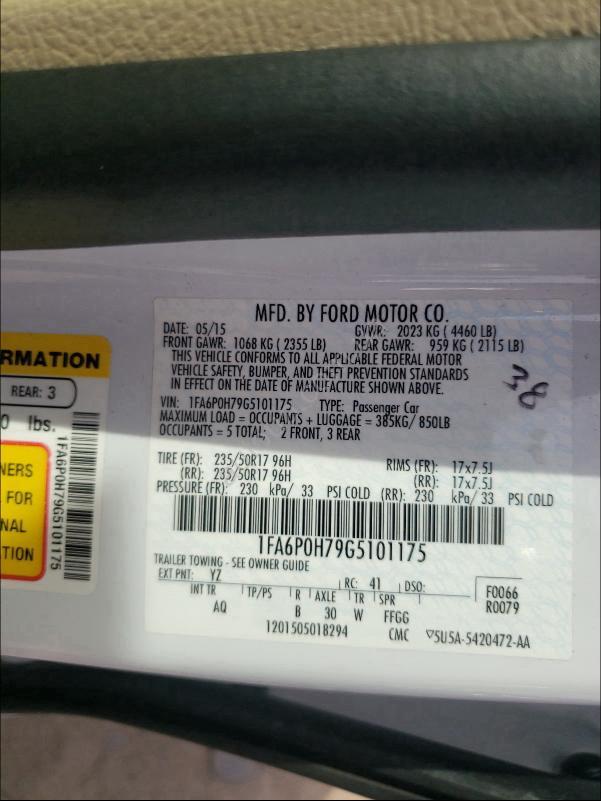 MFD. BY FORD MOTOR CO.
DATE: 05/15 GVWR: 2023 KG ( 4460 LB)
FRONT GAWR: 1068 KG ( 2355 LB) REAR GAWR: 959 KG ( 2115 LB)
THIS VEHICLE CONFORMS TO ALL APPLICABLE FEDERAL MOTOR
VEHICLE SAFETY, BUMPER, AND THEFT PREVENTION STANDARDS
IN EFFECT ON THE DATE OF MANUFACTURE SHOWN ABOVE.
VIN: 1FA6P0H79G5101175 TYPE: Passenger Car
MAXIMUM LOAD = OCCUPANTS + LUGGAGE = 385KG/ 850LB
OCCUPANTS = 5 TOTAL; 2 FRONT, 3 REAR
TIRE (FR): 235/50R17 96H RIMS (FR): 17x7.5J
(RR): 235/50R17 96H (RR): 17x7.5J
PRESSURE (FR): 230 kPa/ 33 PSI COLD (RR): 230 kPa/ 33 PSI COLD
1FA6P0H79G5101175
TRAILER TOWING - SEE OWNER GUIDE
EXT PNT: YZ RC: 41 DSO: F0066
INT TR TP/PS R AXLE TR SPR R0079
AQ B 30 W FFGG
1201505018294 CMC ▽5U5A-5420472-AA
38
RMATION
REAR: 3
0 lbs.
NERS
FOR
NAL
TION
1FA6P0H79G5101175